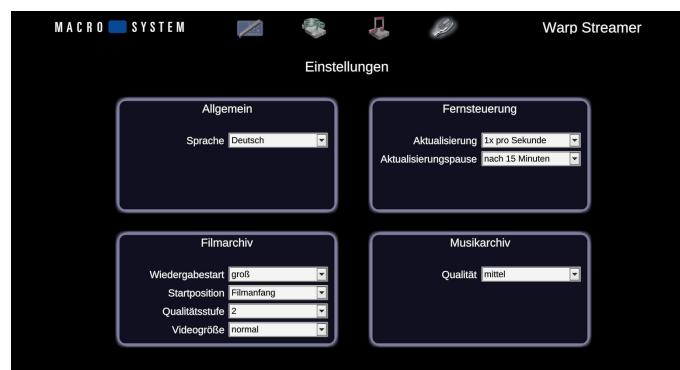 MACRO SYSTEM
Warp Streamer
Einstellungen
Allgemein
Sprache Deutsch
Fernsteuerung
Aktualisierung 1x pro Sekunde
Aktualisierungspause nach 15 Minuten
Filmarchiv
Wiedergabestart groß
Startposition Filmanfang
Qualitätsstufe 2
Videogröße normal
Musikarchiv
Qualität mittel